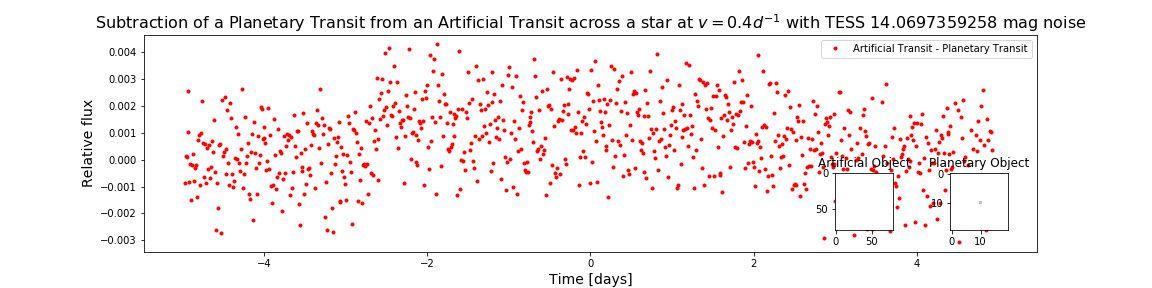 Subtraction of a Planetary Transit from an Artificial Transit across a star at v = 0.4d⁻¹ with TESS 14.0697359258 mag noise
Artificial Transit - Planetary Transit
Relative flux
0.004
0.003
0.002
0.001
0.000
−0.001
−0.002
−0.003
Artificial Object
0
50
0 50
Planetary Object
0
10
0 10
−4 −2 0 2 4
Time [days]